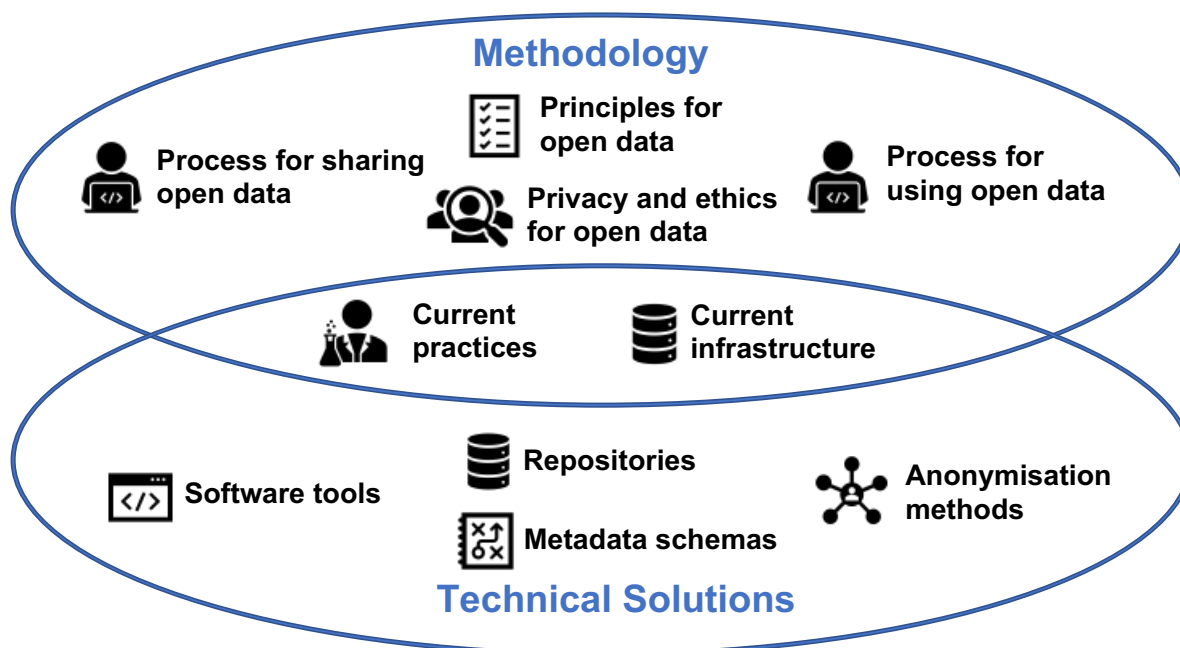 Methodology
Principles for
open data
Process for sharing
open data
Process for
using open data
Privacy and ethics
for open data
Current
practices
Current
infrastructure
Repositories
Software tools
</>
Anonymisation
methods
Metadata schemas
Technical Solutions